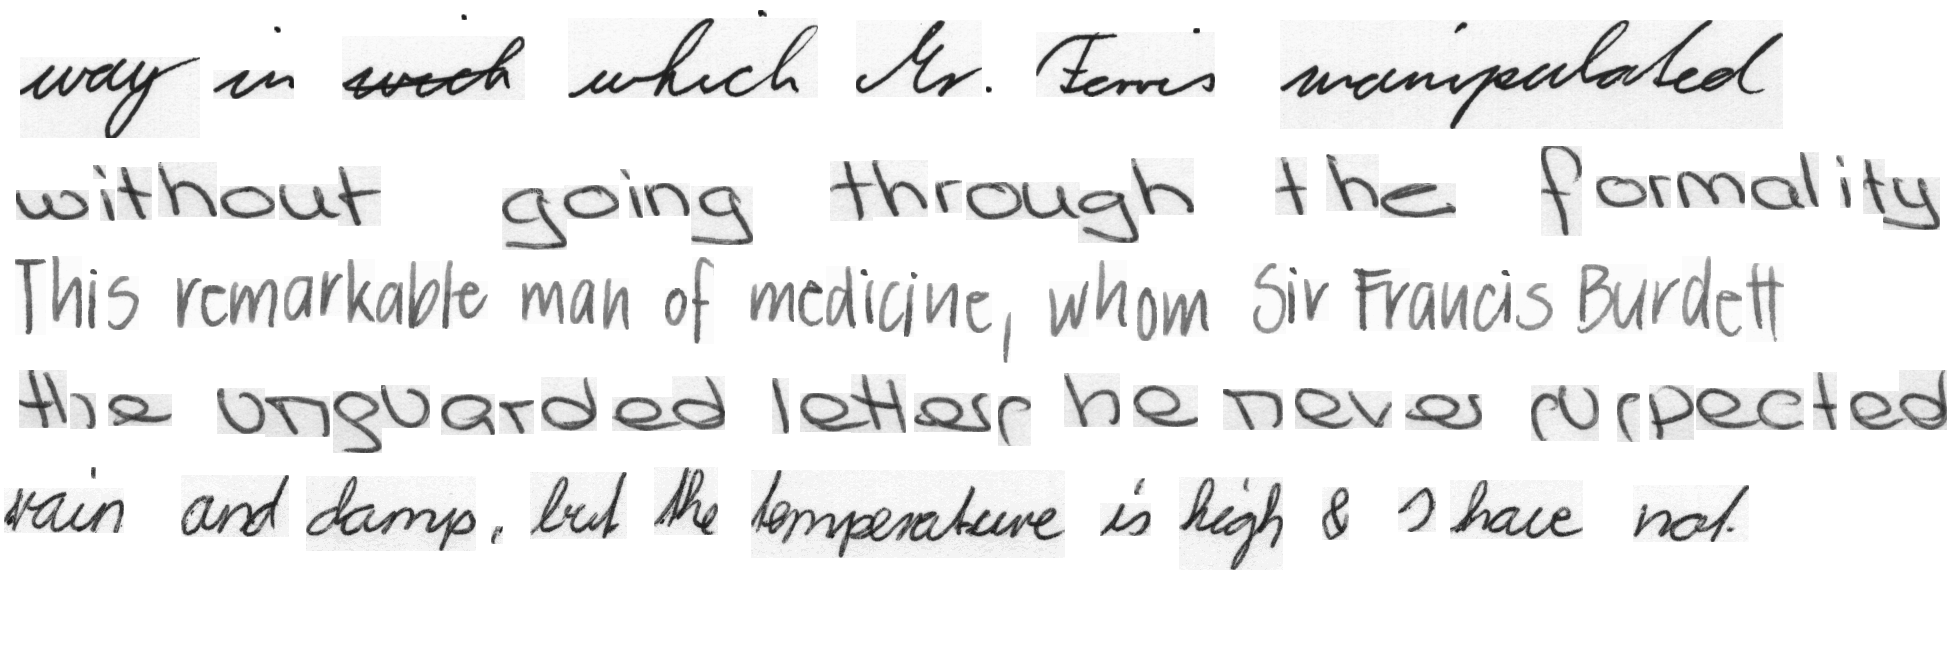 way in wich which Mr. Ferris manipulated
without going through the formality
This remarkable man of medicine, whom Sir Francis Burdett
the unguarded letters he never suspected
rain and damp, but the temperature is high & I have not